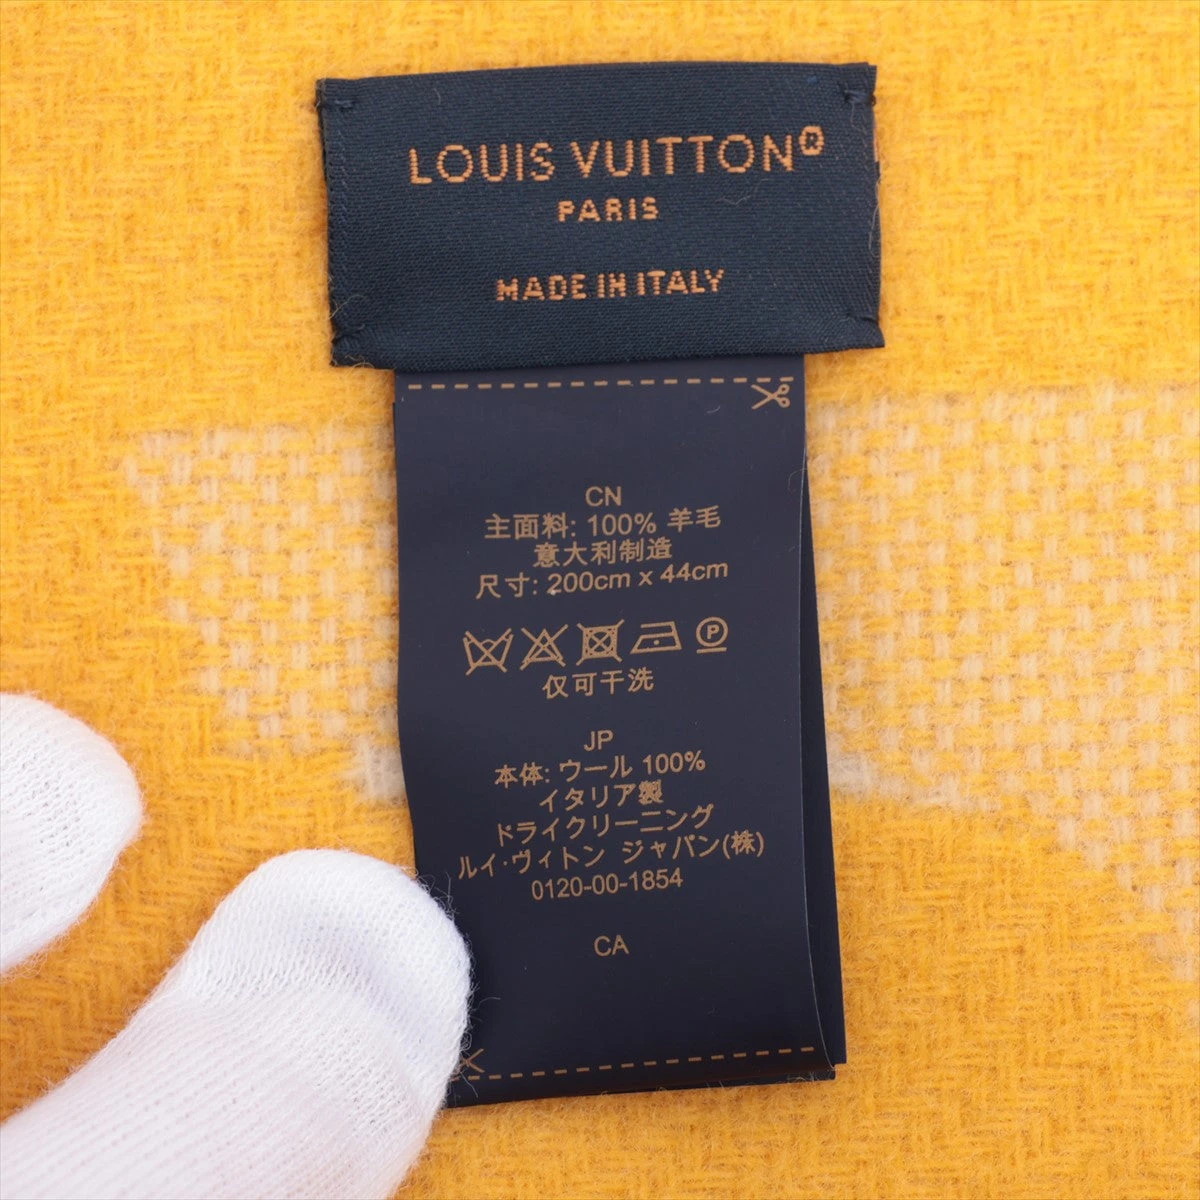 LOUIS VUITTON®
PARIS
MADE IN ITALY
CN
主面料: 100% 羊毛
意大利制造
尺寸: 200cm x 44cm
P
仅可干洗
JP
本体: ウール 100%
イタリア製
ドライクリーニング
ルイ·ヴィトン ジャパン(株)
0120-00-1854
CA